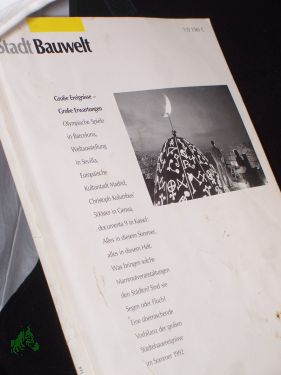 Stadt Bauwelt
Große Ereignisse –
Große Erwartungen
Olympische Spiele
in Barcelona,
Weltausstellung
in Sevilla,
Europäische
Kulturstadt Madrid,
Christoph Kolumbus'
500ster in Genua,
documenta 9 in Kassel:
Alles in diesem Sommer,
alles in diesem Heft.
Was bringen solche
Mammutveranstaltungen
den Städten? Sind sie
Segen oder Fluch?
Eine überraschende
Vorbilanz der großen
Städtebauereignisse
im Sommer 1992